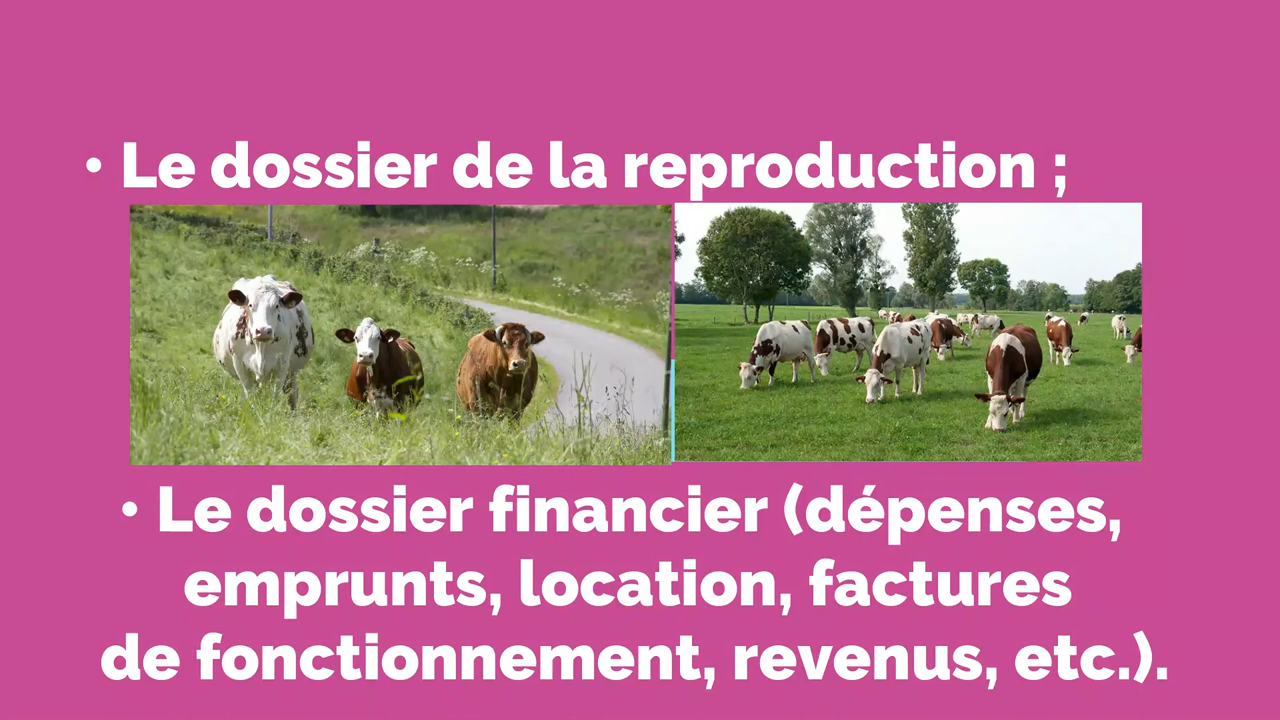 • Le dossier de la reproduction ;
• Le dossier financier (dépenses,
emprunts, location, factures
de fonctionnement, revenus, etc.).